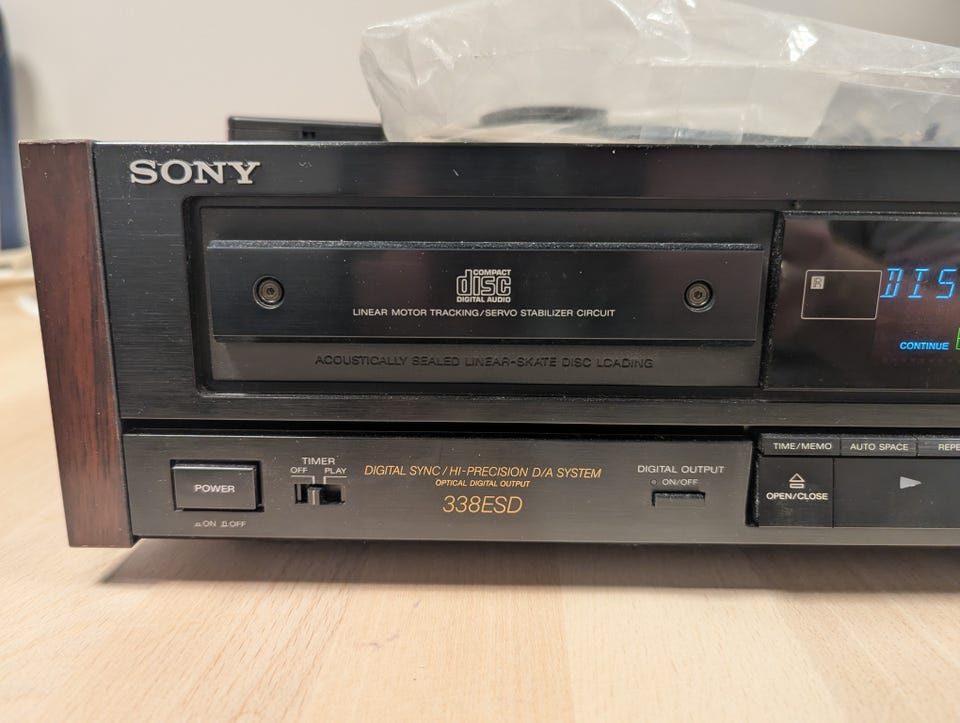 SONY
COMPACT
disc
DIGITAL AUDIO
LINEAR MOTOR TRACKING/SERVO STABILIZER CIRCUIT
ACOUSTICALLY SEALED LINEAR-SKATE DISC LOADING
R
DIS
CONTINUE
POWER
ON OFF
TIMER
OFF PLAY
DIGITAL SYNC/HI-PRECISION D/A SYSTEM
OPTICAL DIGITAL OUTPUT
338ESD
DIGITAL OUTPUT
ON/OFF
TIME/MEMO AUTO SPACE REPE
OPEN/CLOSE